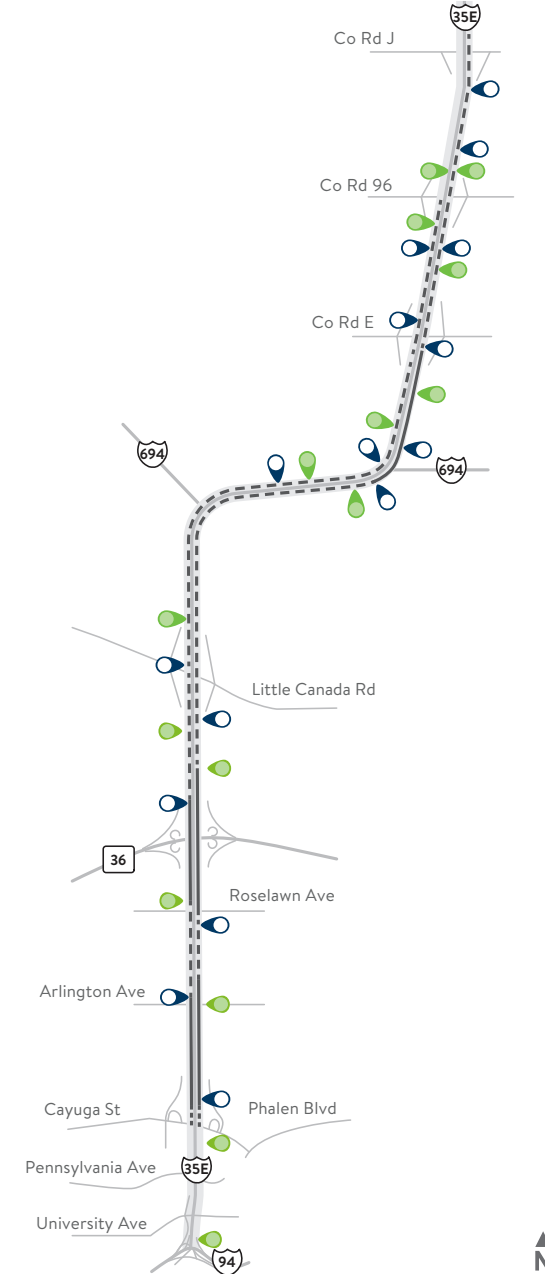 35E
Co Rd J
Co Rd 96
Co Rd E
694
694
Little Canada Rd
36
Roselawn Ave
Arlington Ave
Cayuga St
Phalen Blvd
Pennsylvania Ave
35E
University Ave
94
N